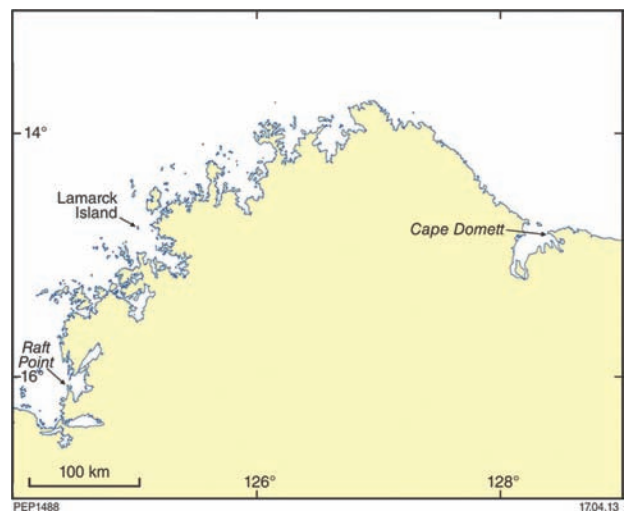 14°
Lamarck
Island
Cape Domett
Raft
Point
16°
100 km
126°
128°
PEP1488
17.04.13